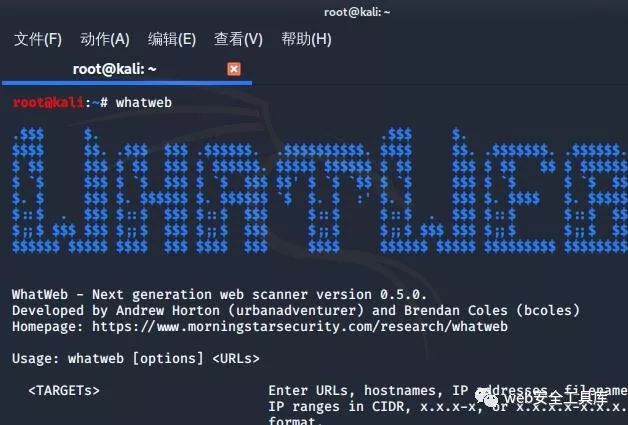 root@kali: ~
文件(F) 动作(A) 编辑(E) 查看(V) 帮助(H)
root@kali: ~
root@kali:~# whatweb
WHATWEB
WhatWeb - Next generation web scanner version 0.5.0.
Developed by Andrew Horton (urbanadventurer) and Brendan Coles (bcoles)
Homepage: https://www.morningstarsecurity.com/research/whatweb
Usage: whatweb [options] <URLs>
<TARGETs> Enter URLs, hostnames, IP addresses, filename
IP ranges in CIDR, x.x.x-x, or x.x.x.x-x.x.x.
format.
web安全工具库